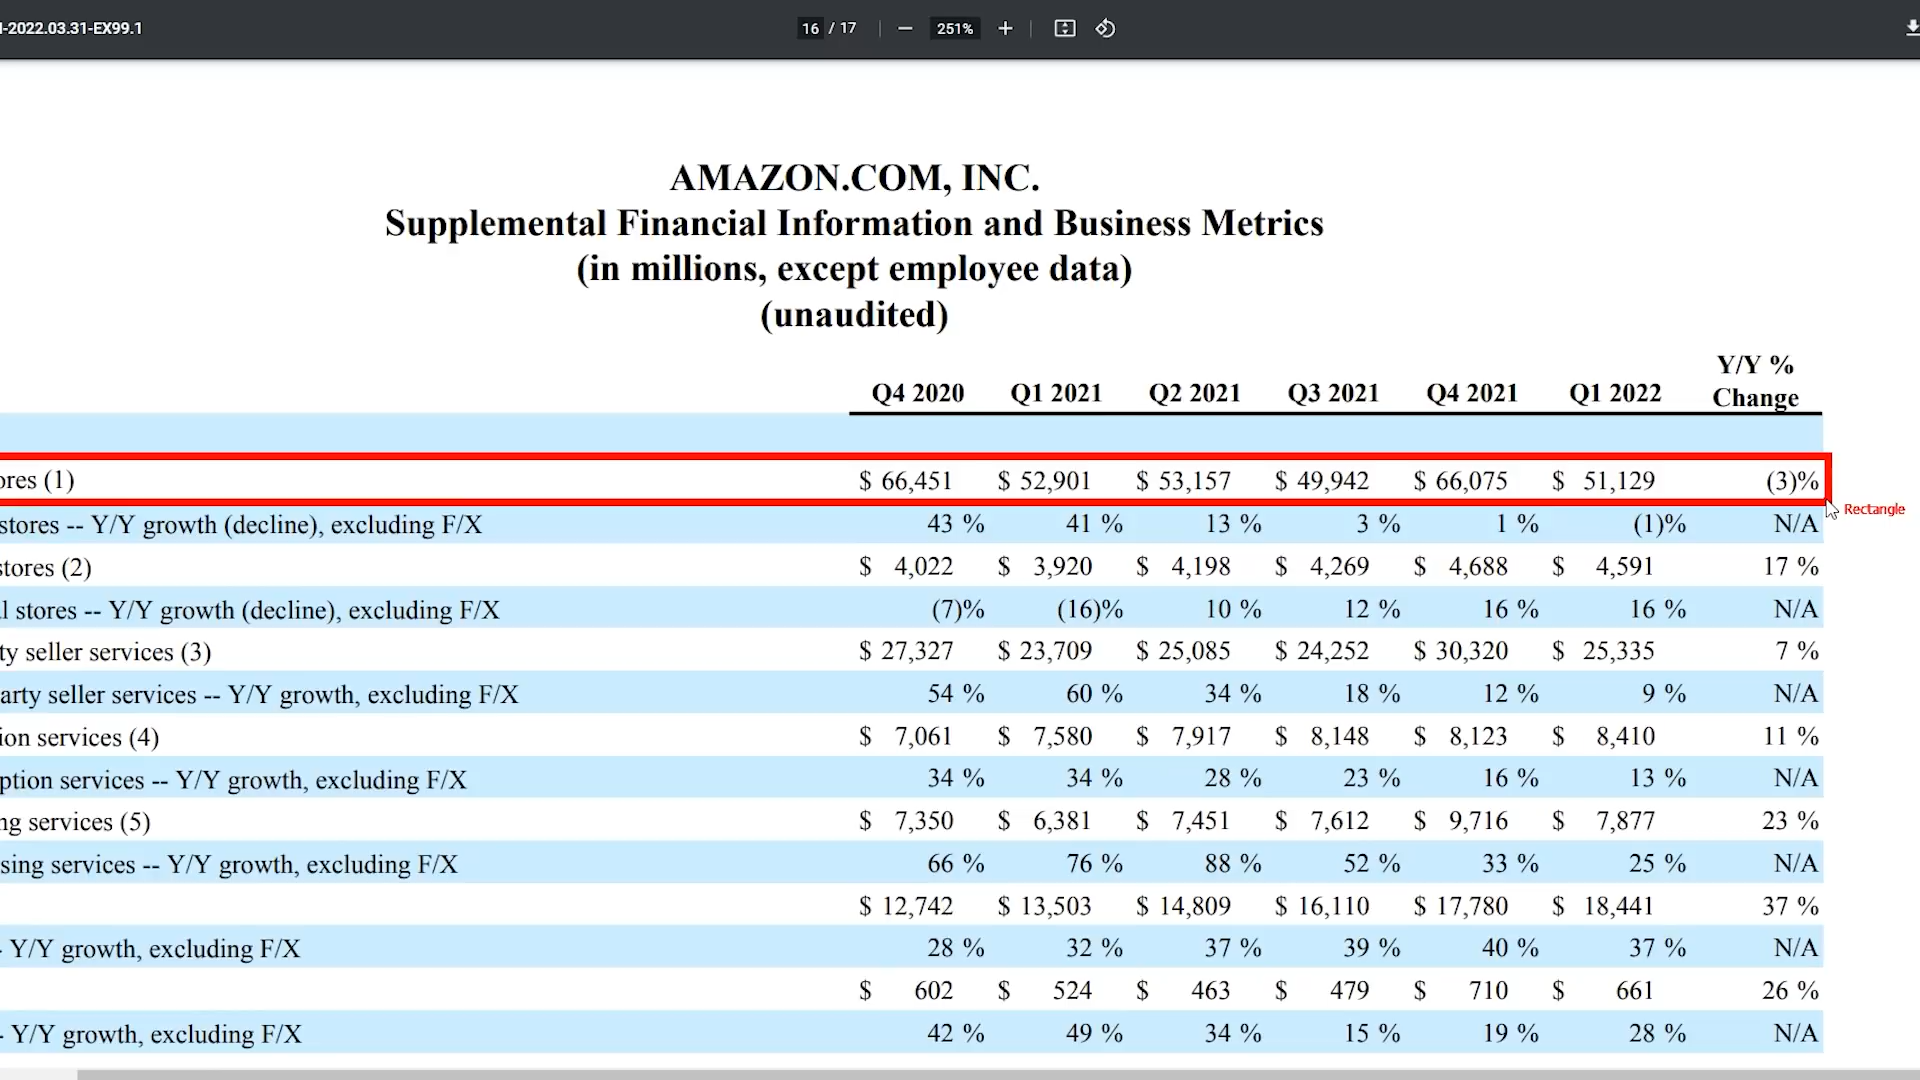 I-2022.03.31-EX99.1 16 / 17 251%
AMAZON.COM, INC.
Supplemental Financial Information and Business Metrics
(in millions, except employee data)
(unaudited)
Q4 2020 Q1 2021 Q2 2021 Q3 2021 Q4 2021 Q1 2022 Y/Y % Change
ores (1) $ 66,451 $ 52,901 $ 53,157 $ 49,942 $ 66,075 $ 51,129 (3)%
Rectangle
stores -- Y/Y growth (decline), excluding F/X 43 % 41 % 13 % 3 % 1 % (1)% N/A
stores (2) $ 4,022 $ 3,920 $ 4,198 $ 4,269 $ 4,688 $ 4,591 17 %
l stores -- Y/Y growth (decline), excluding F/X (7)% (16)% 10 % 12 % 16 % 16 % N/A
ty seller services (3) $ 27,327 $ 23,709 $ 25,085 $ 24,252 $ 30,320 $ 25,335 7 %
arty seller services -- Y/Y growth, excluding F/X 54 % 60 % 34 % 18 % 12 % 9 % N/A
ion services (4) $ 7,061 $ 7,580 $ 7,917 $ 8,148 $ 8,123 $ 8,410 11 %
ption services -- Y/Y growth, excluding F/X 34 % 34 % 28 % 23 % 16 % 13 % N/A
ng services (5) $ 7,350 $ 6,381 $ 7,451 $ 7,612 $ 9,716 $ 7,877 23 %
sing services -- Y/Y growth, excluding F/X 66 % 76 % 88 % 52 % 33 % 25 % N/A
$ 12,742 $ 13,503 $ 14,809 $ 16,110 $ 17,780 $ 18,441 37 %
- Y/Y growth, excluding F/X 28 % 32 % 37 % 39 % 40 % 37 % N/A
$ 602 $ 524 $ 463 $ 479 $ 710 $ 661 26 %
- Y/Y growth, excluding F/X 42 % 49 % 34 % 15 % 19 % 28 % N/A